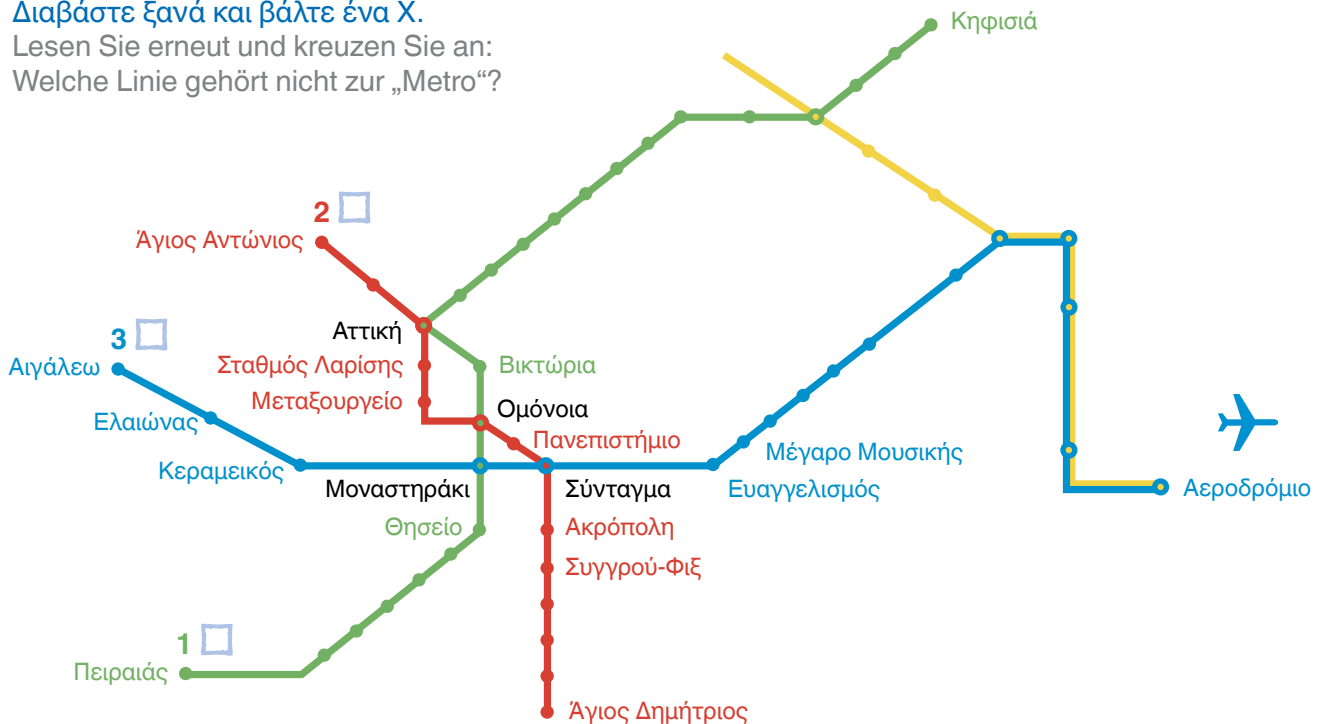 Διαβάστε ξανά και βάλτε ένα Χ.
Lesen Sie erneut und kreuzen Sie an:
Welche Linie gehört nicht zur „Metro“?
Κηφισιά
2
Άγιος Αντώνιος
Αττική
3
Αιγάλεω
Σταθμός Λαρίσης
Βικτώρια
Μεταξουργείο
Ομόνοια
Ελαιώνας
Πανεπιστήμιο
Κεραμεικός
Μέγαρο Μουσικής
Μοναστηράκι
Σύνταγμα
Ευαγγελισμός
Αεροδρόμιο
Θησείο
Ακρόπολη
Συγγρού-Φιξ
1
Πειραιάς
Άγιος Δημήτριος